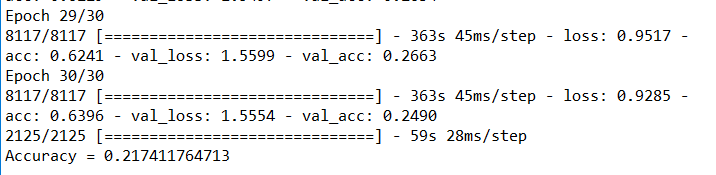 Epoch 29/30
8117/8117 [==============================] - 363s 45ms/step - loss: 0.9517 -
acc: 0.6241 - val_loss: 1.5599 - val_acc: 0.2663
Epoch 30/30
8117/8117 [==============================] - 363s 45ms/step - loss: 0.9285 -
acc: 0.6396 - val_loss: 1.5554 - val_acc: 0.2490
2125/2125 [==============================] - 59s 28ms/step
Accuracy = 0.217411764713